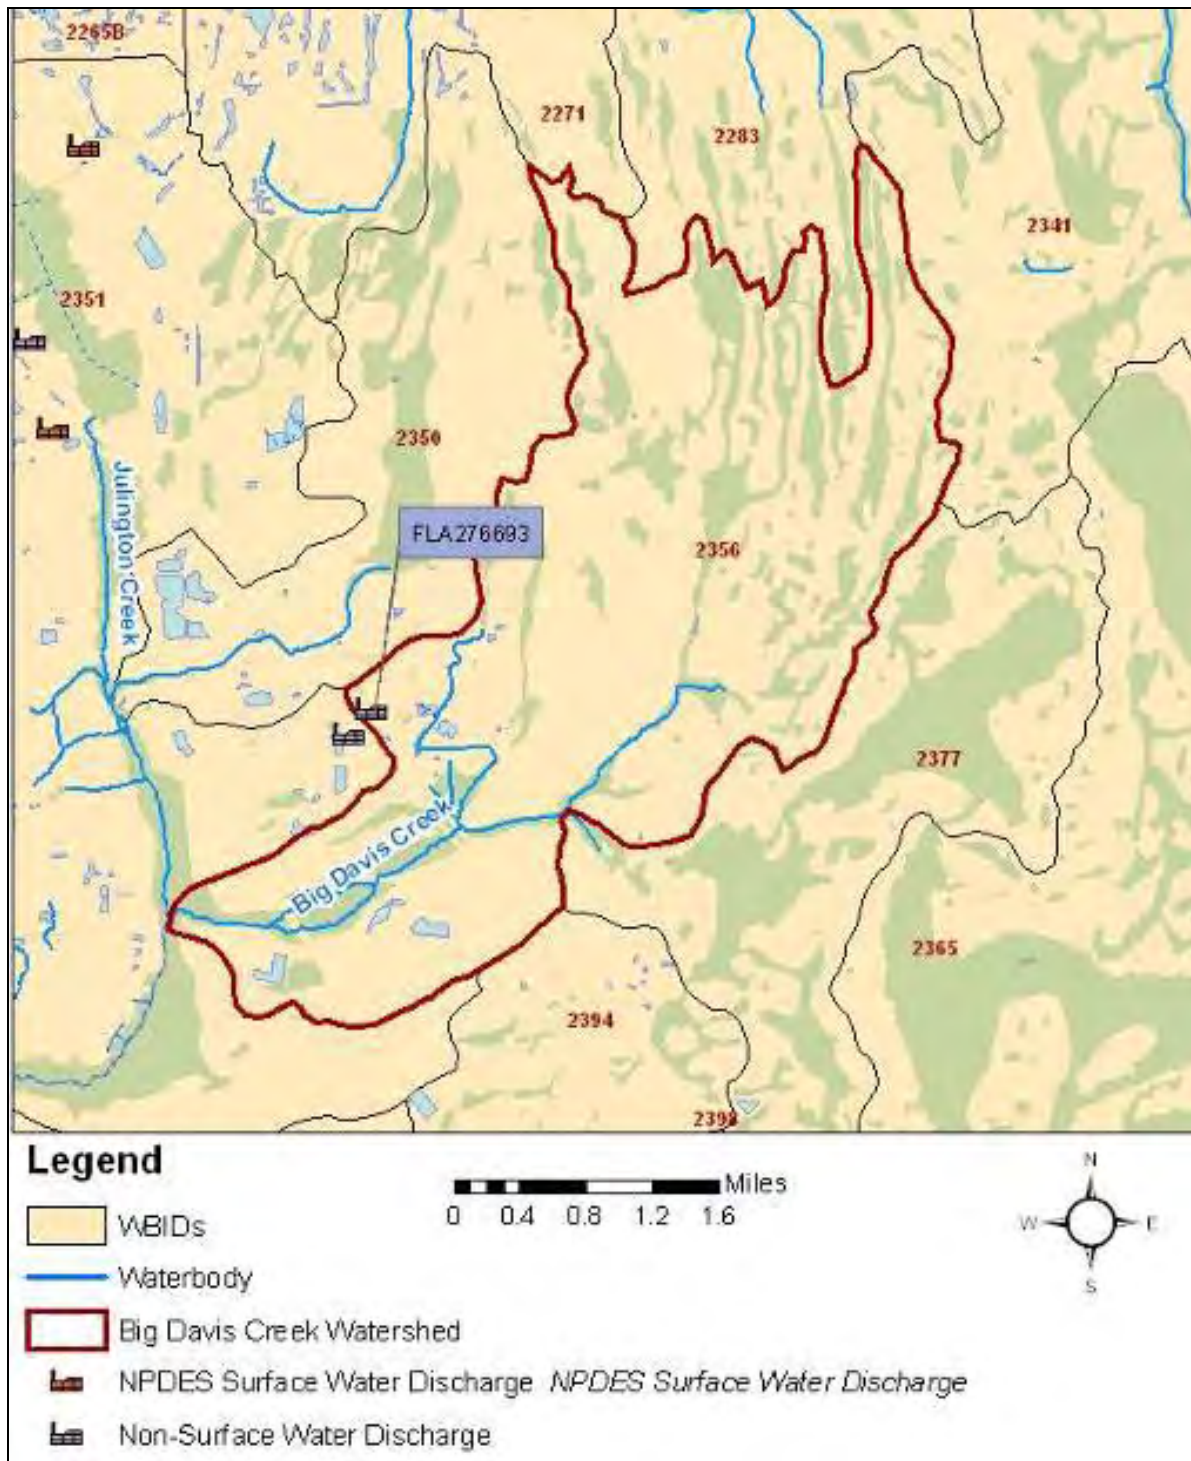 2265B
2271
2283
2341
2351
2350
FLA276693
2356
Julington Creek
2377
Big Davis Creek
2365
2394
2398
Legend
WBIDs
Waterbody
Big Davis Creek Watershed
NPDES Surface Water Discharge NPDES Surface Water Discharge
Non-Surface Water Discharge
Miles
0 0.4 0.8 1.2 1.6
N
W E
S